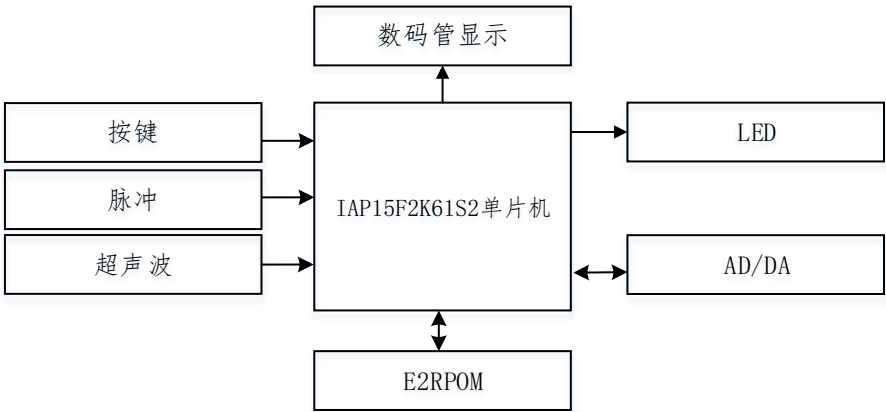 数码管显示
按键
LED
脉冲
IAP15F2K61S2单片机
超声波
AD/DA
E2RPOM